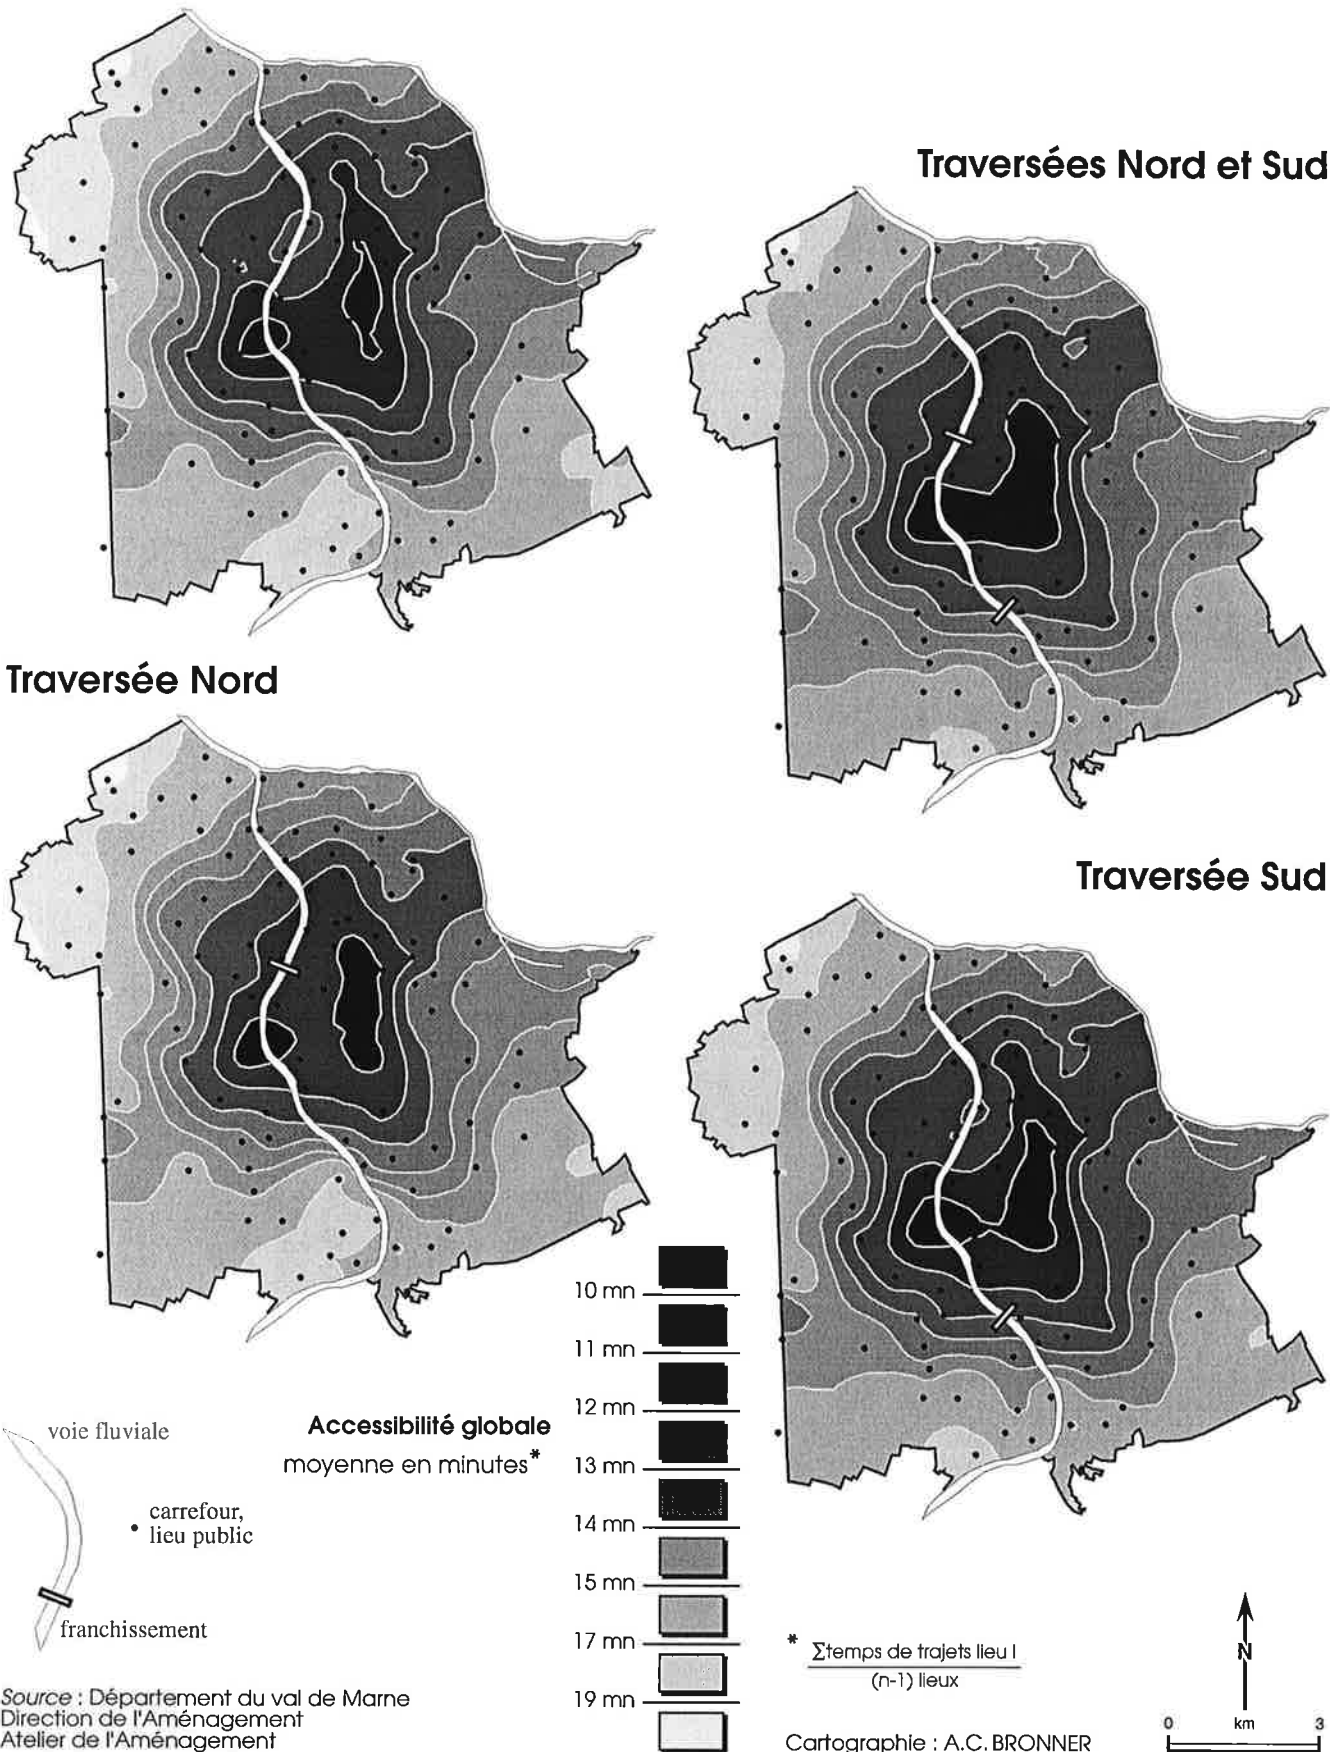 Traversées Nord et Sud
Traversée Nord
Traversée Sud
voie fluviale
carrefour,
lieu public
franchissement
Accessibilité globale
moyenne en minutes*
10 mn
11 mn
12 mn
13 mn
14 mn
15 mn
17 mn
19 mn
* Σtemps de trajets lieu I
(n-1) lieux
N
0 km 3
Source : Département du val de Marne
Direction de l'Aménagement
Atelier de l'Aménagement
Cartographie : A.C. BRONNER